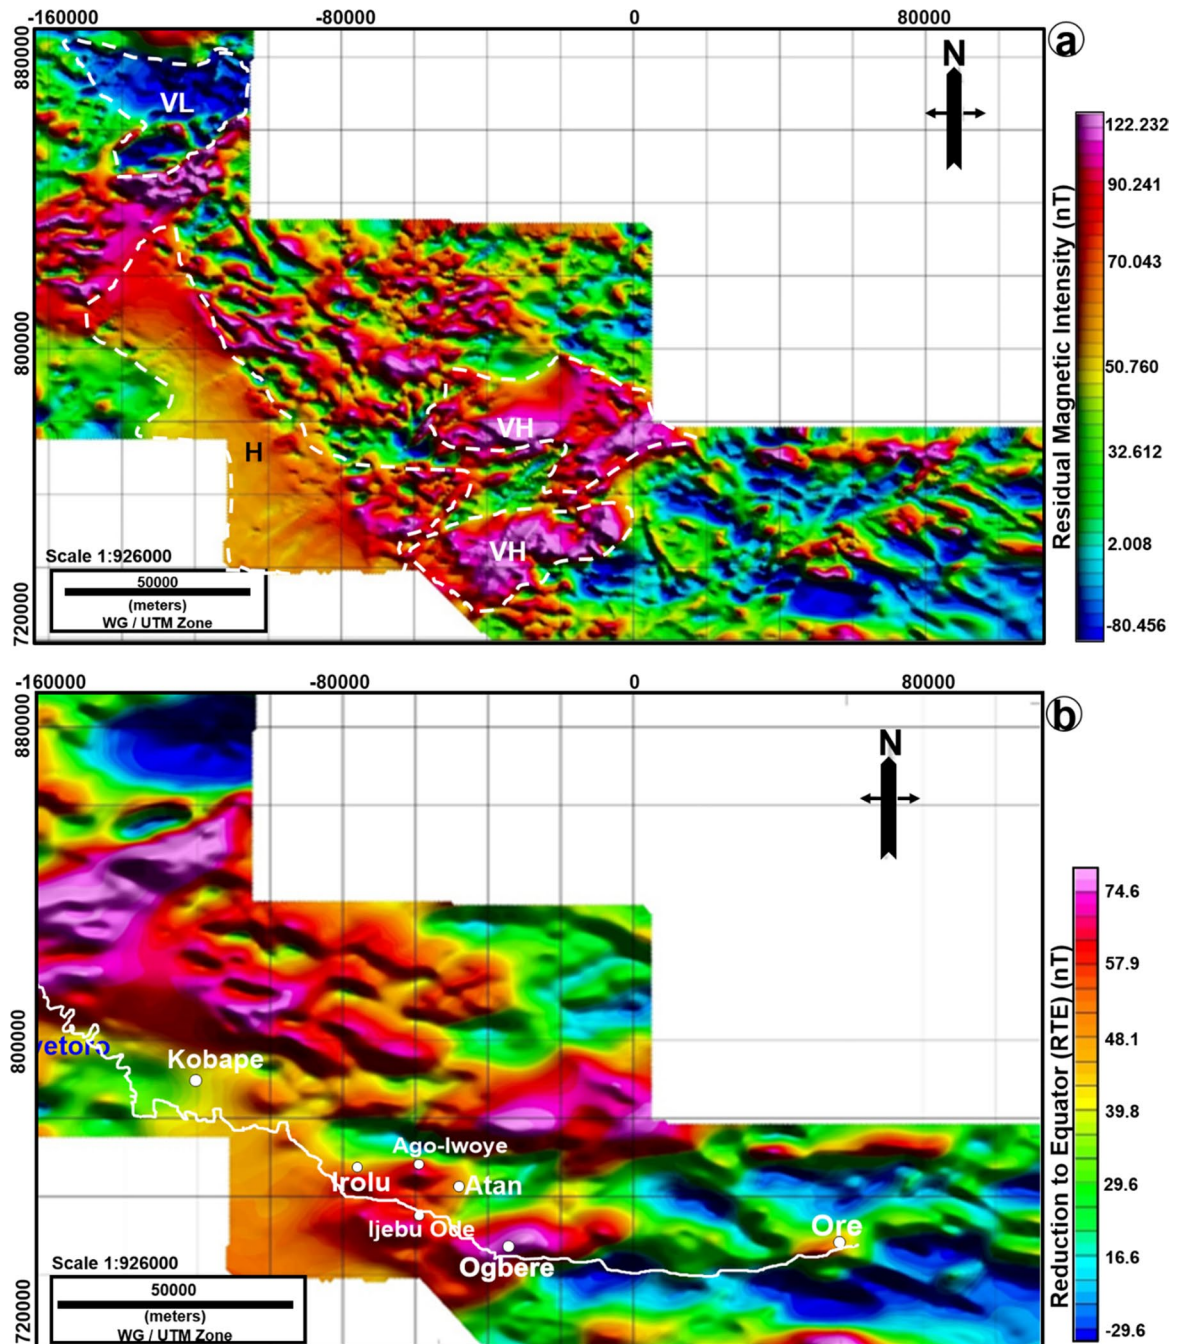 -160000 -80000 0 80000
a
880000
N
VL
122.232
90.241
70.043
50.760
32.612
2.008
-80.456
Residual Magnetic Intensity (nT)
800000
VH
H
VH
Scale 1:926000
50000
(meters)
WG / UTM Zone
720000
-160000 -80000 0 80000
b
880000
N
74.6
57.9
48.1
39.8
29.6
16.6
-29.6
Reduction to Equator (RTE) (nT)
800000
yetoro
Kobape
Ago-Iwoye
Irolu
Atan
Ijebu Ode
Ore
Ogbere
Scale 1:926000
50000
(meters)
WG / UTM Zone
720000